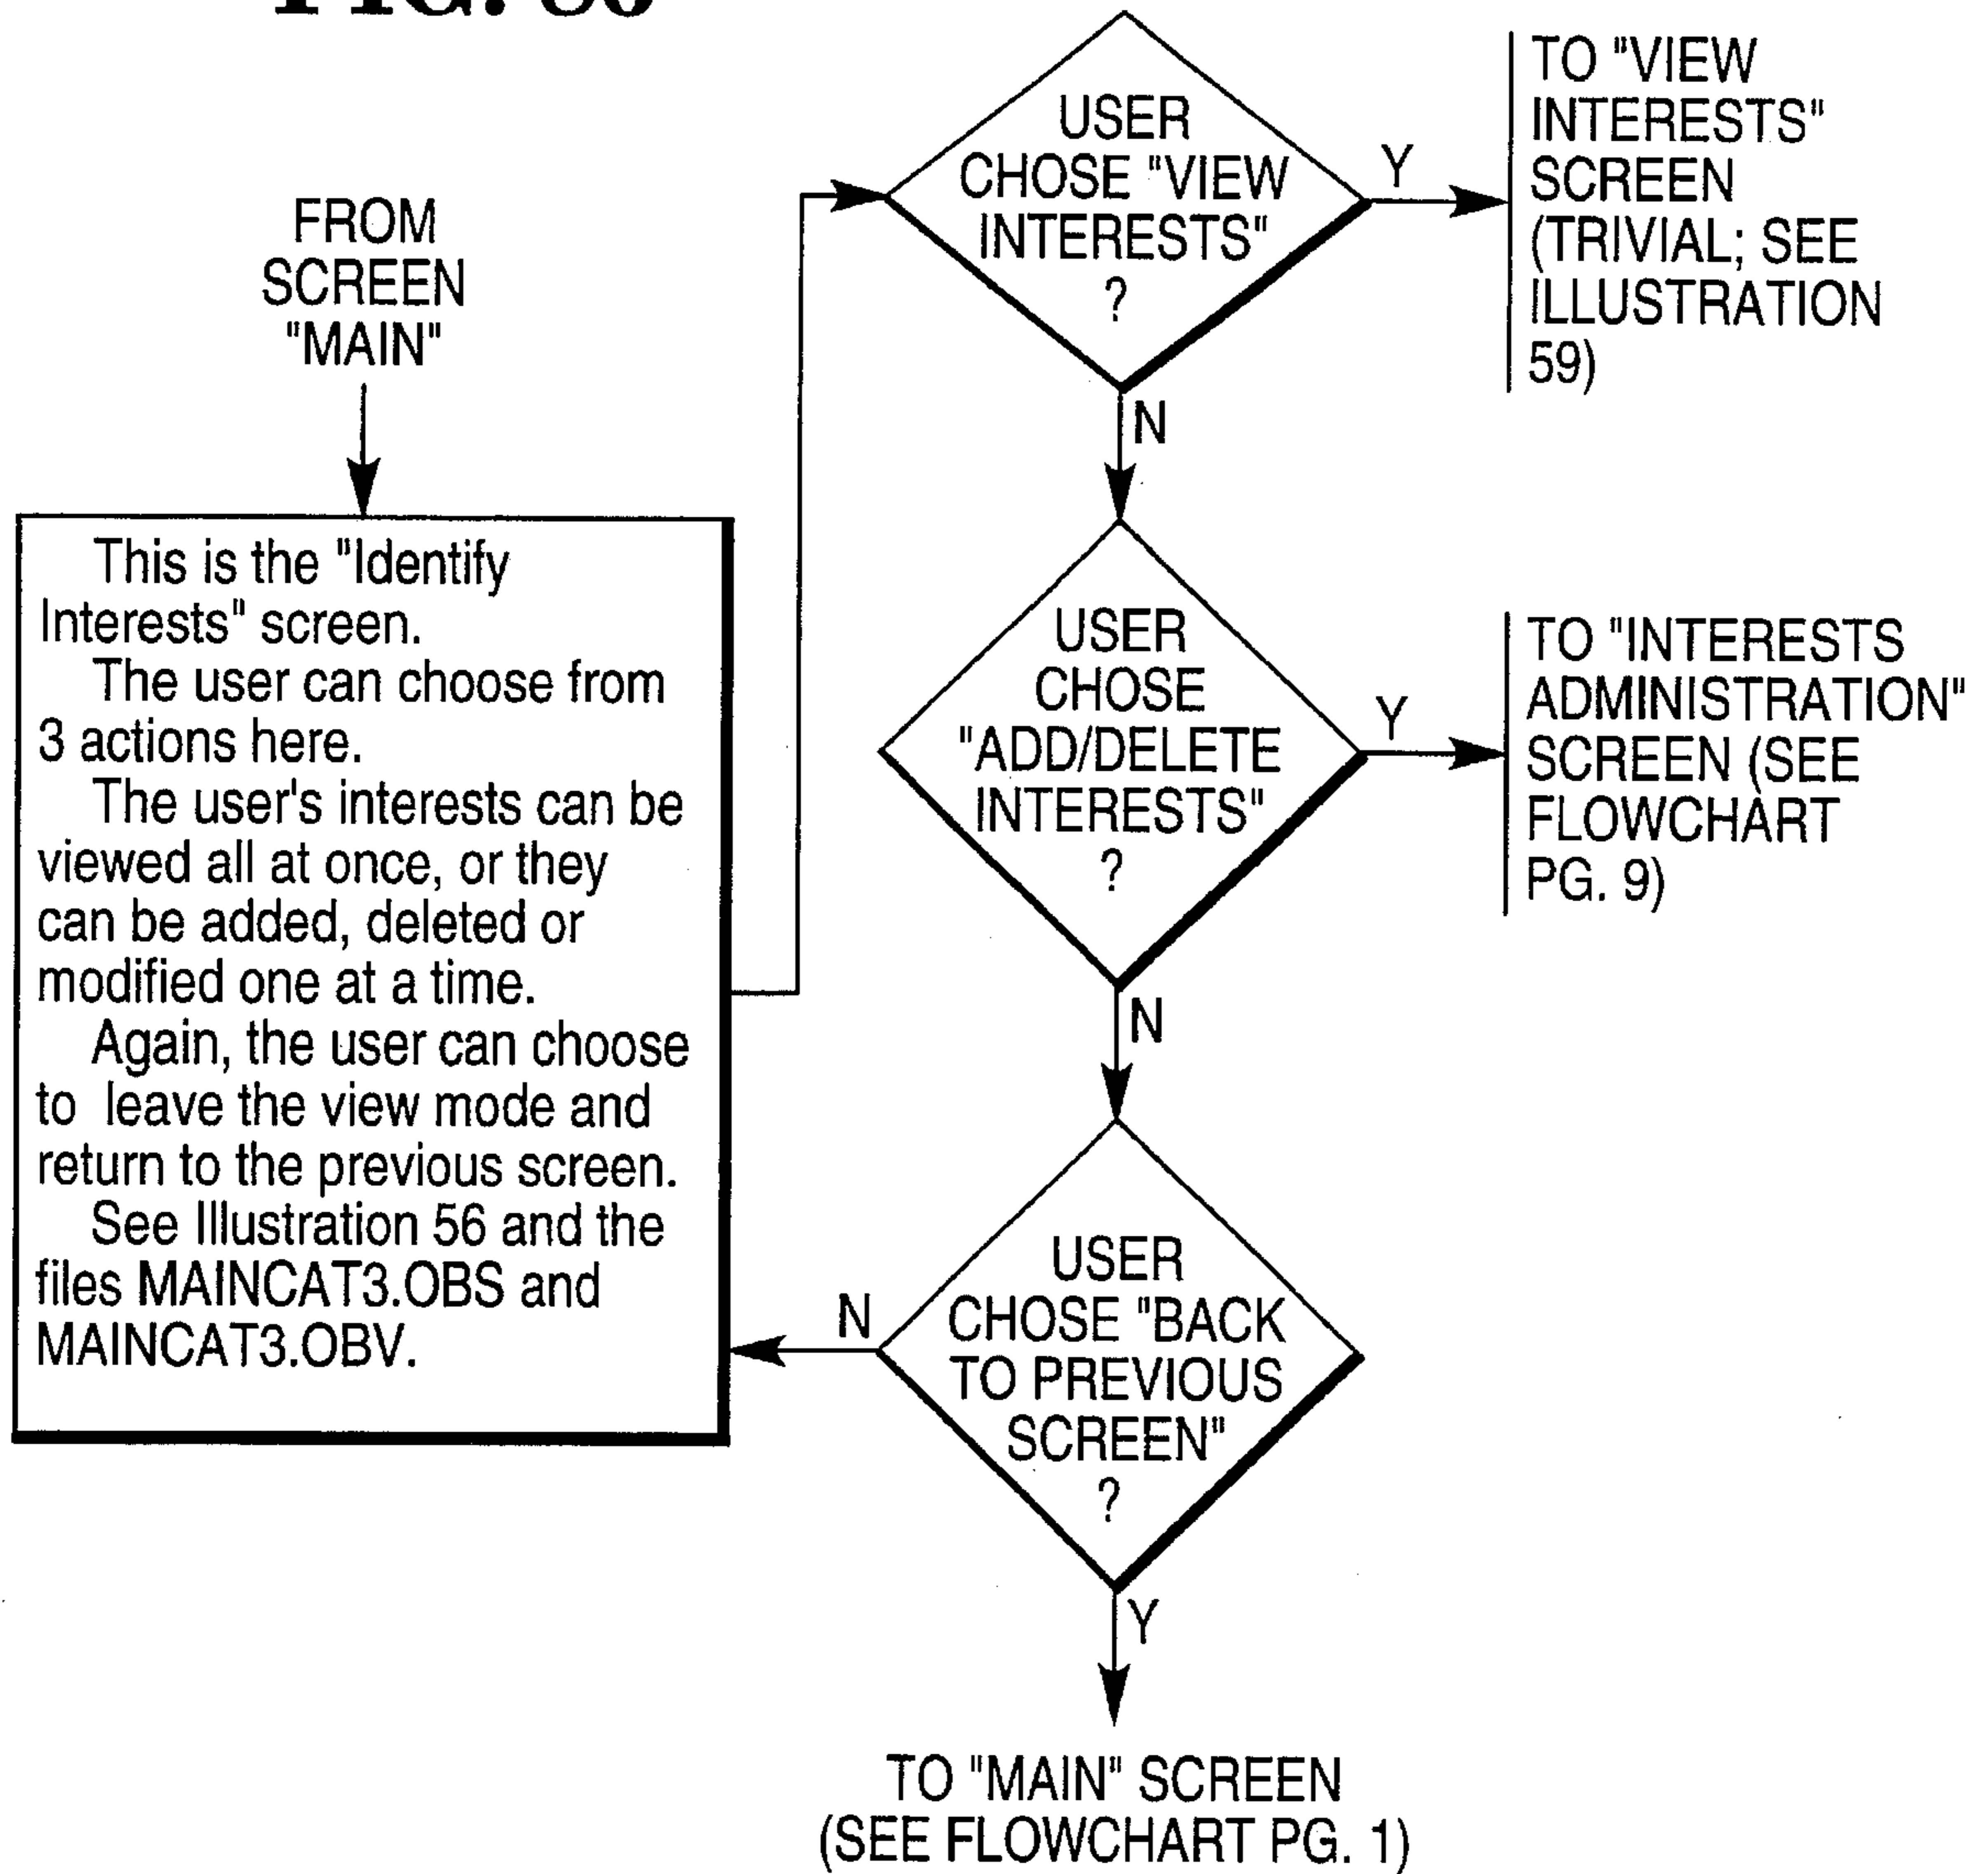 FIG.
FROM
SCREEN
"MAIN"
This is the "Identify
Interests" screen.
The user can choose from
3 actions here.
The user's interests can be
viewed all at once, or they
can be added, deleted or
modified one at a time.
Again, the user can choose
to leave the view mode and
return to the previous screen.
See Illustration 56 and the
files MAINCAT3.OBS and
MAINCAT3.OBV.
USER
CHOSE "VIEW
INTERESTS"
?
Y
TO "VIEW
INTERESTS"
SCREEN
(TRIVIAL; SEE
ILLUSTRATION
59)
N
USER
CHOSE
"ADD/DELETE
INTERESTS"
?
Y
TO "INTERESTS
ADMINISTRATION"
SCREEN (SEE
FLOWCHART
PG. 9)
N
USER
CHOSE "BACK
TO PREVIOUS
SCREEN"
?
N
Y
TO "MAIN" SCREEN
(SEE FLOWCHART PG. 1)